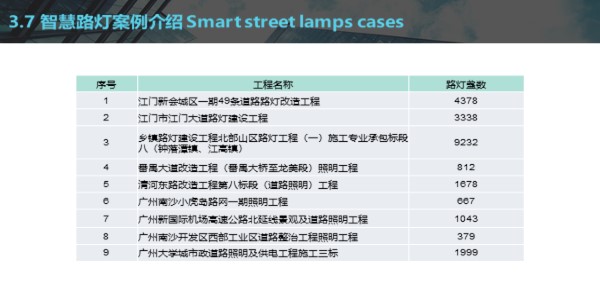 3.7 智慧路灯案例介绍 Smart street lamps cases
序号 工程名称 路灯盏数
1 江门新会城区一期49条道路路灯改造工程 4378
2 江门市江门大道路灯建设工程 3338
3 乡镇路灯建设工程北部山区路灯工程（一）施工专业承包标段 9232
八（钟落潭镇、江高镇）
4 番禺大道改造工程（番禺大桥至龙美段）照明工程 812
5 清河东路改造工程第八标段（道路照明）工程 1678
6 广州南沙小虎岛路网一期照明工程 667
7 广州新国际机场高速公路北延线景观及道路照明工程 1043
8 广州南沙开发区西部工业区道路整治工程照明工程 379
9 广州大学城市政道路照明及供电工程施工三标 1999